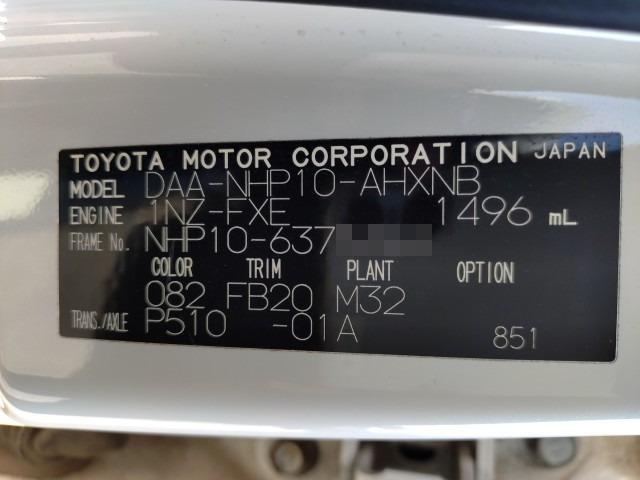 TOYOTA MOTOR CORPORATION JAPAN
MODEL DAA-NHP10-AHXNB
ENGINE 1NZ-FXE 1496 mL
FRAME No. NHP10-637
COLOR TRIM PLANT OPTION
082 FB20 M32
TRANS./AXLE P510 -01A 851